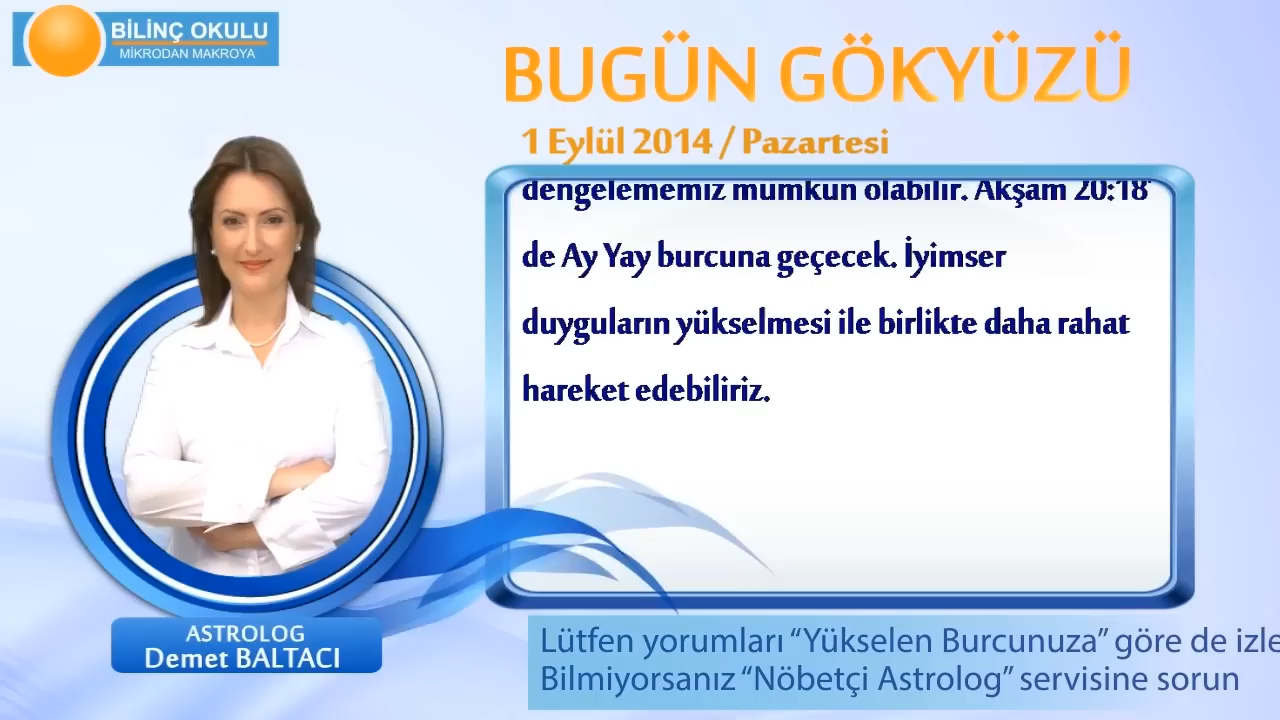 BİLİNÇ OKULU
MİKRODAN MAKROYA
BUGÜN GÖKYÜZÜ
1 Eylül 2014 / Pazartesi
dengelememiz mümkün olabilir. Akşam 20:18'
de Ay Yay burcuna geçecek. İyimser
duyguların yükselmesi ile birlikte daha rahat
hareket edebiliriz.
ASTROLOG
Demet BALTACI
Lütfen yorumları “Yükselen Burcunuza” göre de izle
Bilmiyorsanız “Nöbetçi Astrolog” servisine sorun